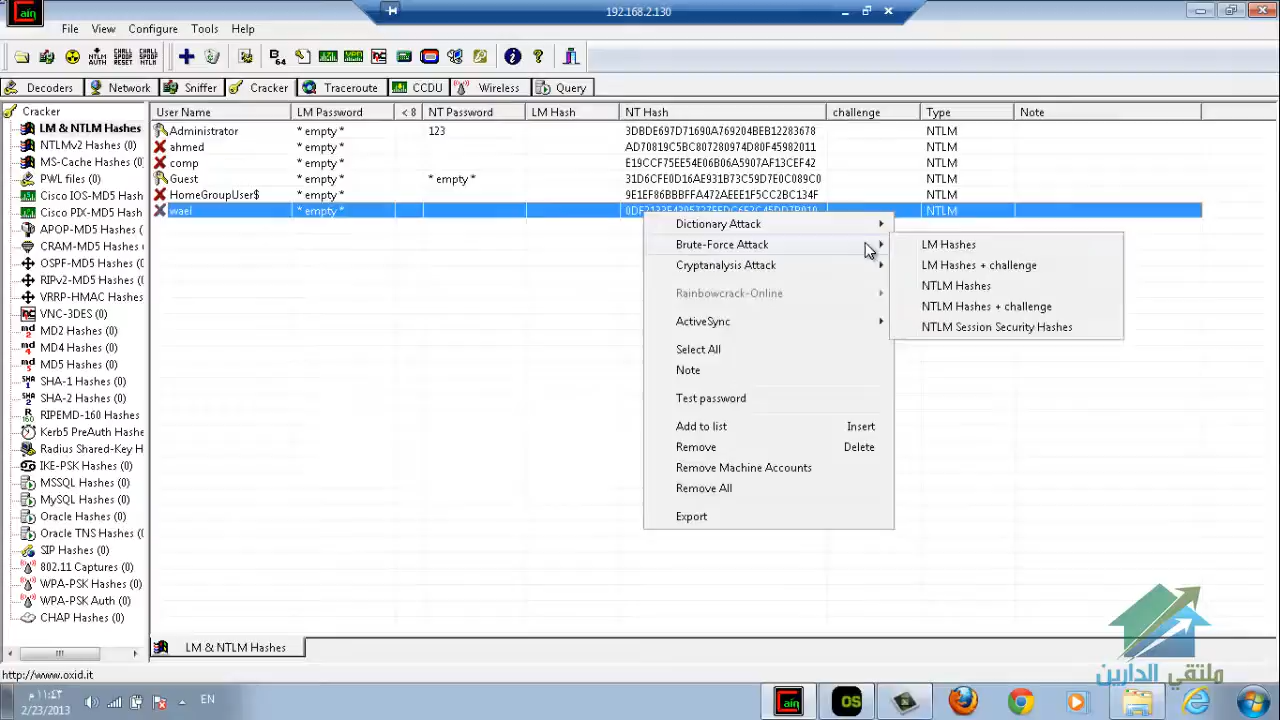 Cain
192.168.2.130
File View Configure Tools Help
Decoders Network Sniffer Cracker Traceroute CCDU Wireless Query
Cracker
LM & NTLM Hashes
NTLMv2 Hashes (0)
MS-Cache Hashes (0)
PWL files (0)
Cisco IOS-MD5 Hash
Cisco PIX-MD5 Hash
APOP-MD5 Hashes (
CRAM-MD5 Hashes (
OSPF-MD5 Hashes (0)
RIPv2-MD5 Hashes (0)
VRRP-HMAC Hashes (
VNC-3DES (0)
MD2 Hashes (0)
MD4 Hashes (0)
MD5 Hashes (0)
SHA-1 Hashes (0)
SHA-2 Hashes (0)
RIPEMD-160 Hashes (
Kerb5 PreAuth Hashe
Radius Shared-Key H
IKE-PSK Hashes (0)
MSSQL Hashes (0)
MySQL Hashes (0)
Oracle Hashes (0)
Oracle TNS Hashes (0)
SIP Hashes (0)
802.11 Captures (0)
WPA-PSK Hashes (0)
WPA-PSK Auth (0)
CHAP Hashes (0)
User Name LM Password < 8 NT Password LM Hash NT Hash challenge Type Note
Administrator * empty * 123 3DBDE697D71690A769204BEB12283678 NTLM
ahmed * empty * AD70819C5BC807280974D80F45982011 NTLM
comp * empty * E19CCF75EE54E06B06A5907AF13CEF42 NTLM
Guest * empty * * empty * 31D6CFE0D16AE931B73C59D7E0C089C0 NTLM
HomeGroupUser$ * empty * 9E1EF86BBBFFA472AEEE1F5CC2BC134F NTLM
wael * empty * NTLM
Dictionary Attack
Brute-Force Attack
Cryptanalysis Attack
Rainbowcrack-Online
ActiveSync
Select All
Note
Test password
Add to list Insert
Remove Delete
Remove Machine Accounts
Remove All
Export
LM Hashes
LM Hashes + challenge
NTLM Hashes
NTLM Hashes + challenge
NTLM Session Security Hashes
LM & NTLM Hashes
http://www.oxid.it
ملتقي الدارين
١١:٤٣ م
2/23/2013
EN
OS